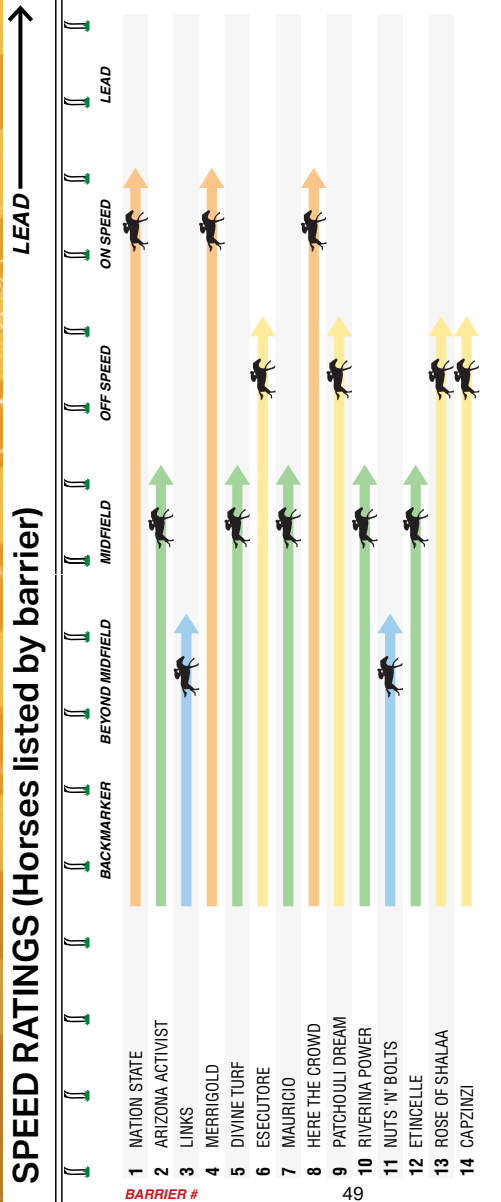 SPEED RATINGS (Horses listed by barrier)
LEAD
BACKMARKER BEYOND MIDFIELD MIDFIELD OFF SPEED ON SPEED LEAD
1 NATION STATE
2 ARIZONA ACTIVIST
3 LINKS
4 MERRIGOLD
5 DIVINE TURF
6 ESECUTORE
7 MAURICIO
8 HERE THE CROWD
9 PATCHOULI DREAM
10 RIVERINA POWER
11 NUTS 'N' BOLTS
12 ETINCELLE
13 ROSE OF SHALAA
14 CAPZINZI
BARRIER #
49